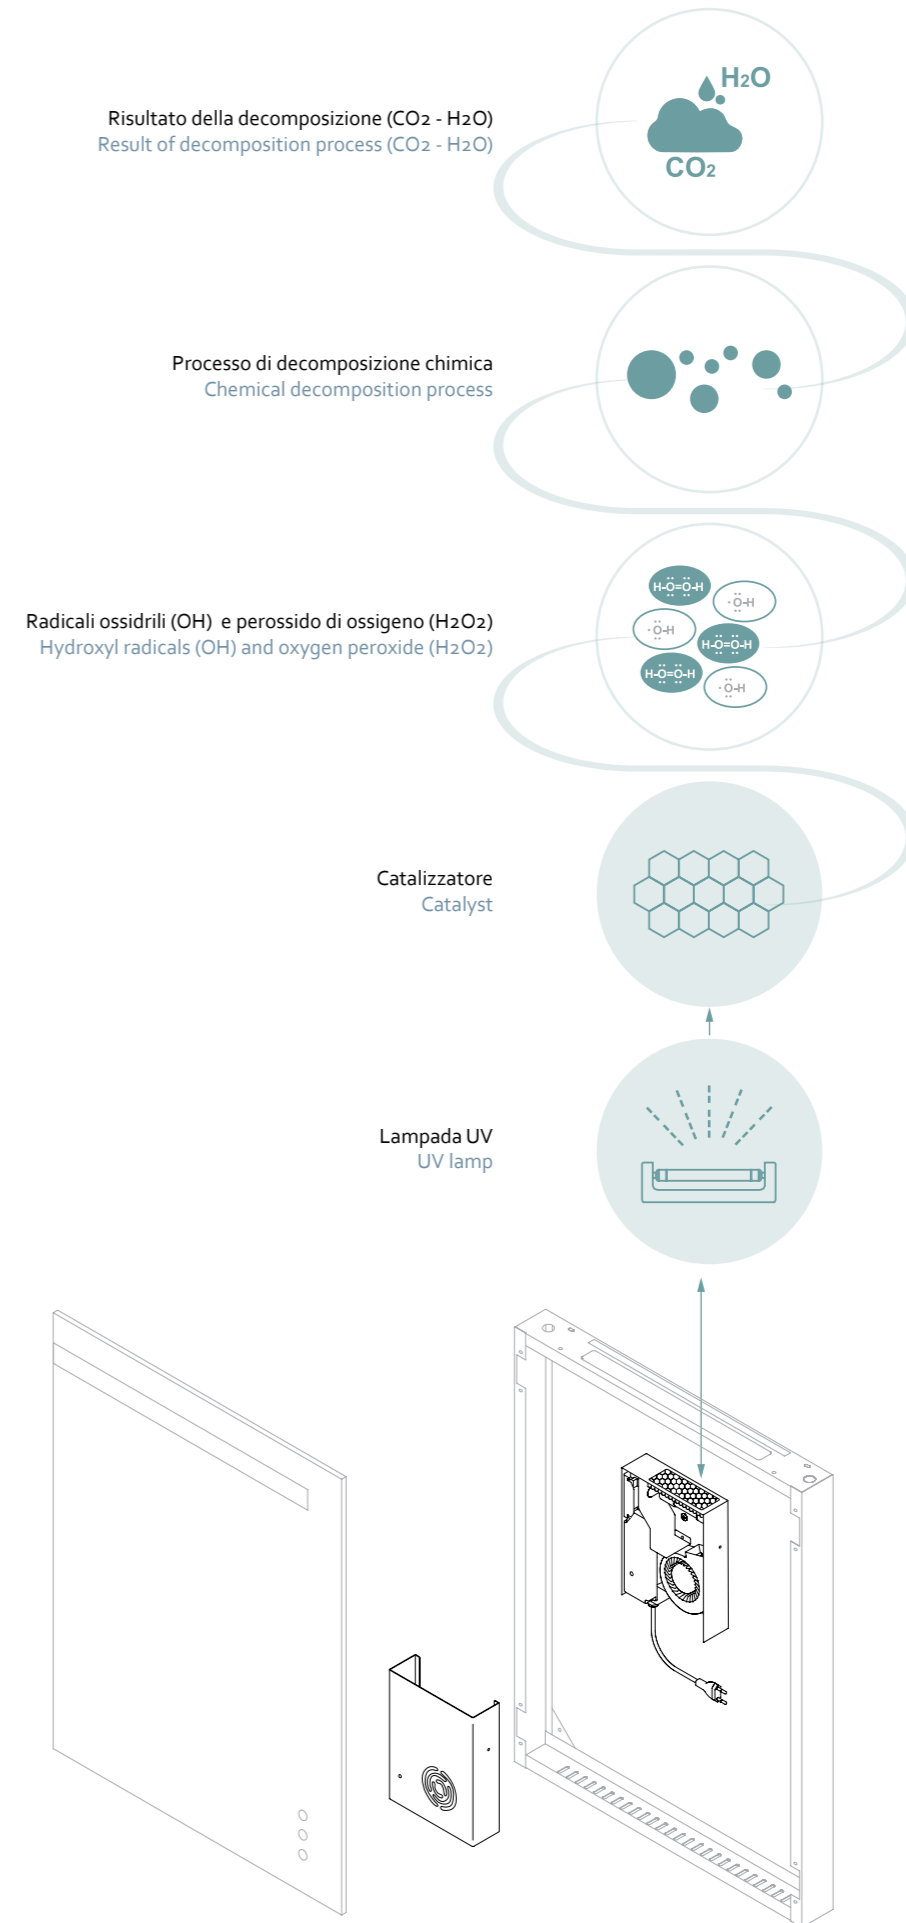 H2O
CO2
Risultato della decomposizione (CO2 - H2O)
Result of decomposition process (CO2 - H2O)
Processo di decomposizione chimica
Chemical decomposition process
H-O=O-H
·O-H
·O-H
H-O=O-H
H-O=O-H
·O-H
Radicali ossidrili (OH)  e perossido di ossigeno (H2O2)
Hydroxyl radicals (OH) and oxygen peroxide (H2O2)
Catalizzatore
Catalyst
Lampada UV
UV lamp